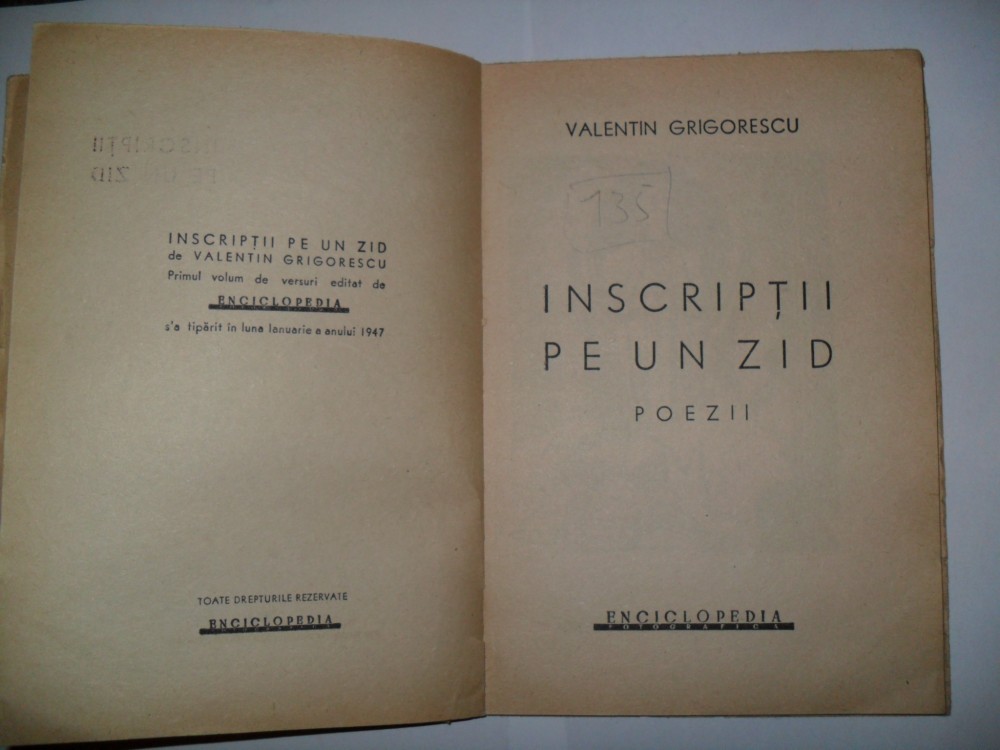 INSCRIPȚII PE UN ZID
de VALENTIN GRIGORESCU
Primul volum de versuri editat de
ENCICLOPEDIA
s'a tipărit în luna Ianuarie a anului 1947
TOATE DREPTURILE REZERVATE
ENCICLOPEDIA
VALENTIN GRIGORESCU
135
INSCRIPȚII
PE UN ZID
POEZII
ENCICLOPEDIA
FOTOGRAFICĂ